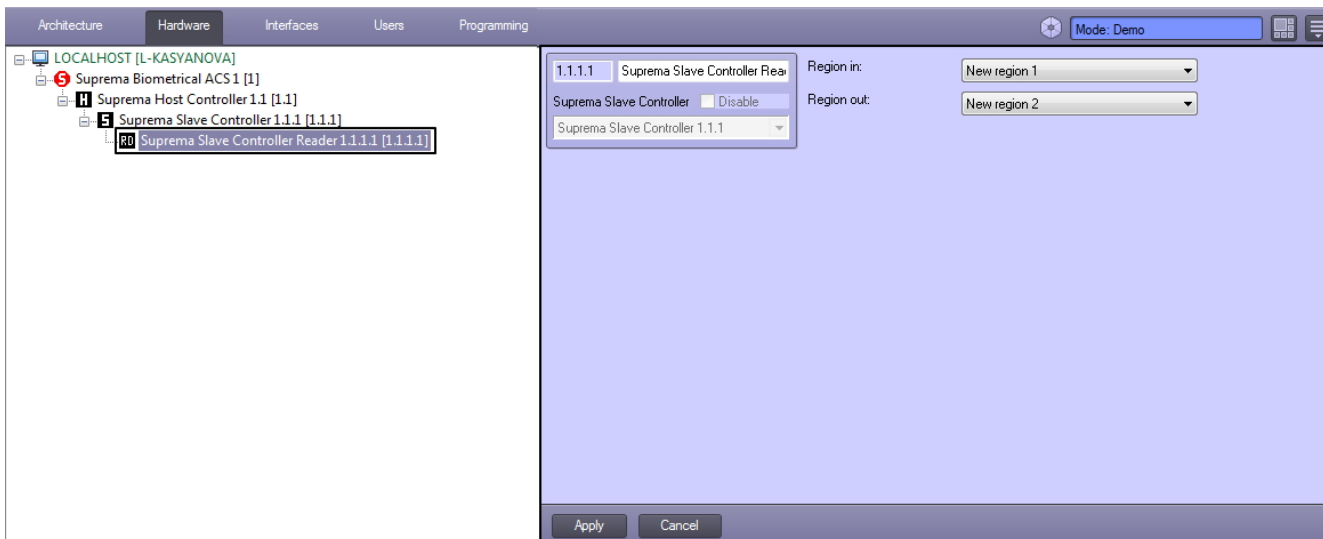 Architecture Hardware Interfaces Users Programming Mode: Demo
LOCALHOST [L-KASYANOVA]
S Suprema Biometrical ACS 1 [1]
H Suprema Host Controller 1.1 [1.1]
S Suprema Slave Controller 1.1.1 [1.1.1]
RD Suprema Slave Controller Reader 1.1.1.1 [1.1.1.1]
1.1.1.1 Suprema Slave Controller Rea
Suprema Slave Controller Disable
Suprema Slave Controller 1.1.1
Region in: New region 1
Region out: New region 2
Apply Cancel